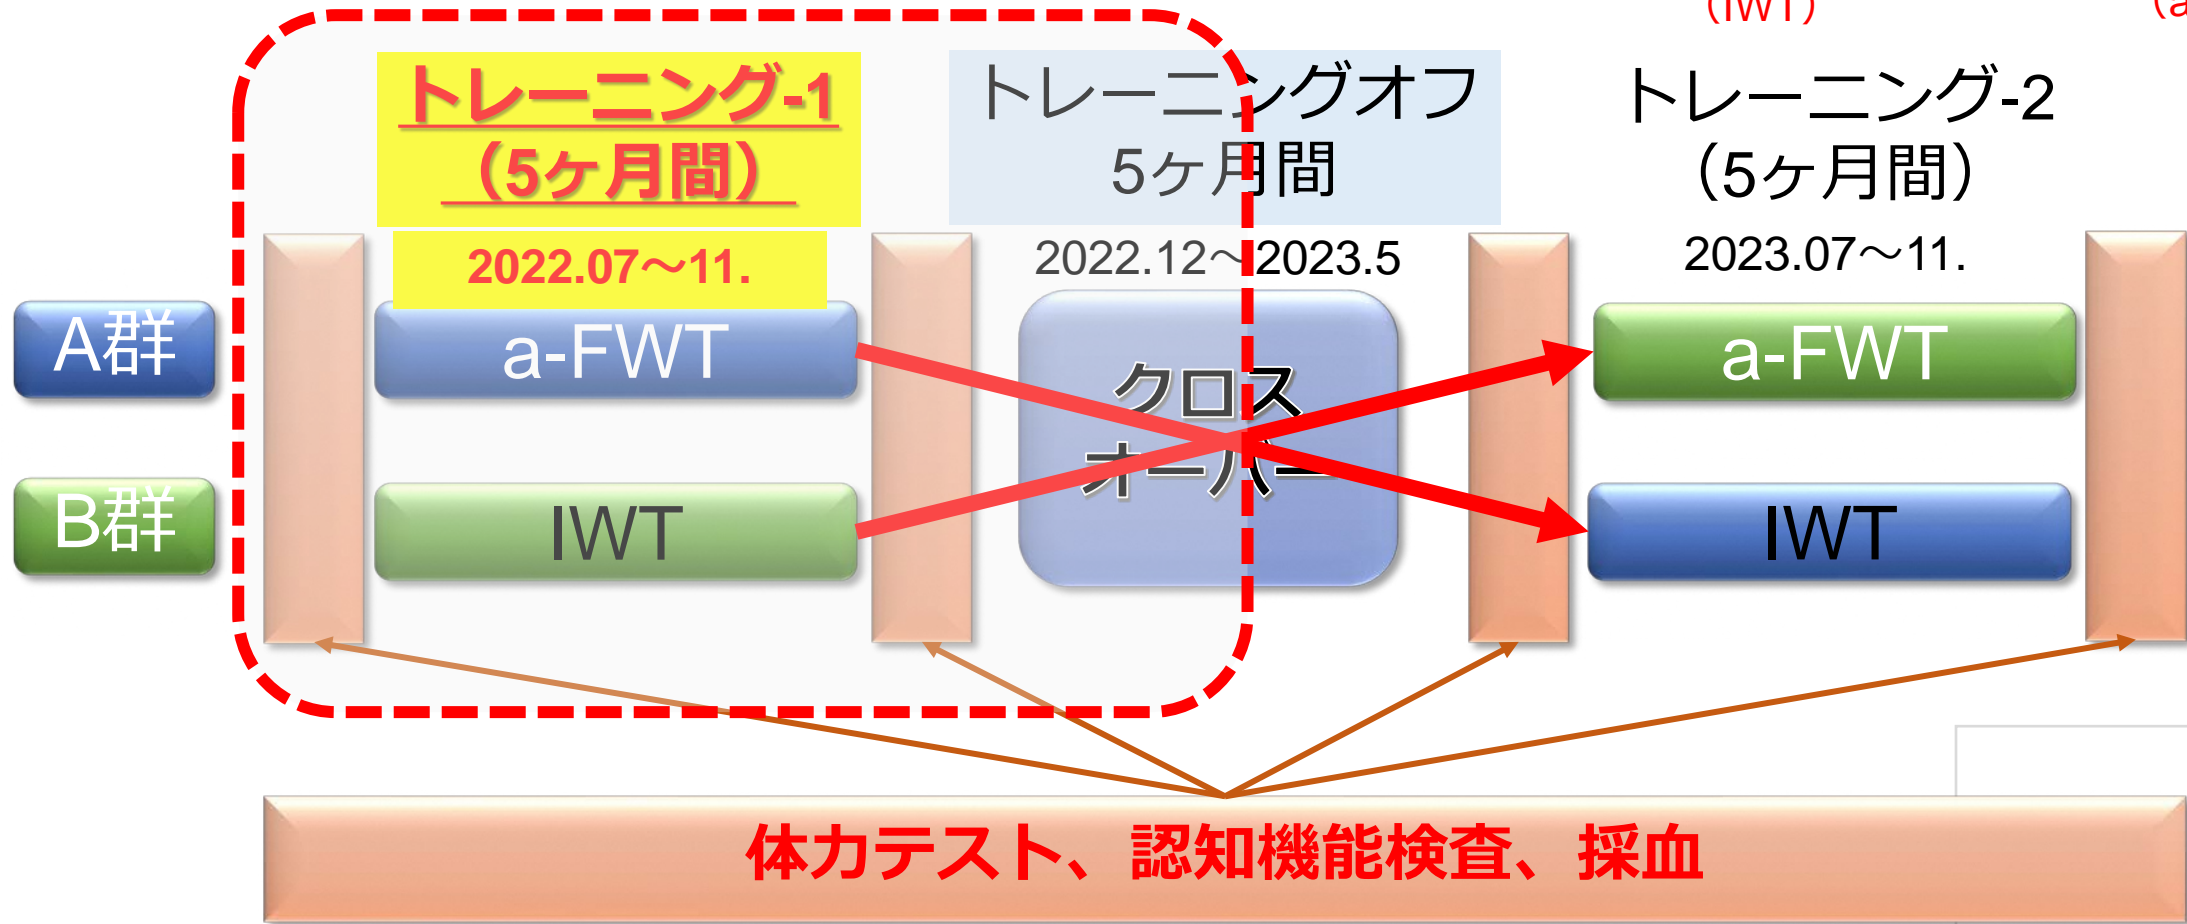 （IWT）
（a
トレーニング-1
（5ヶ月間）
2022.07～11.
トレーニングオフ
5ヶ月間
2022.12～2023.5
トレーニング-2
（5ヶ月間）
2023.07～11.
A群
a-FWT
クロス
オーバー
a-FWT
B群
IWT
IWT
体力テスト、認知機能検査、採血